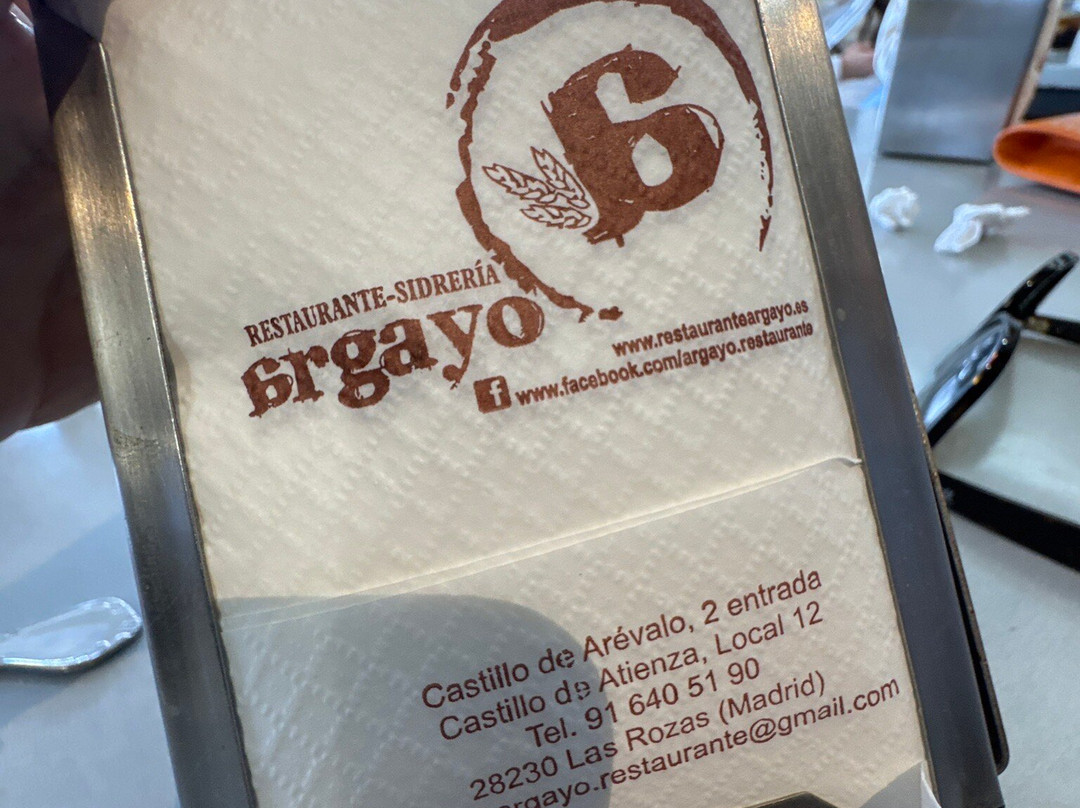 RESTAURANTE-SIDRERÍA
argayo
www.restauranteargayo.es
f www.facebook.com/argayo.restaurante
Castillo de Arévalo, 2 entrada
Castillo de Atienza, Local 12
Tel. 91 640 51 90
28230 Las Rozas (Madrid)
argayo.restaurante@gmail.com